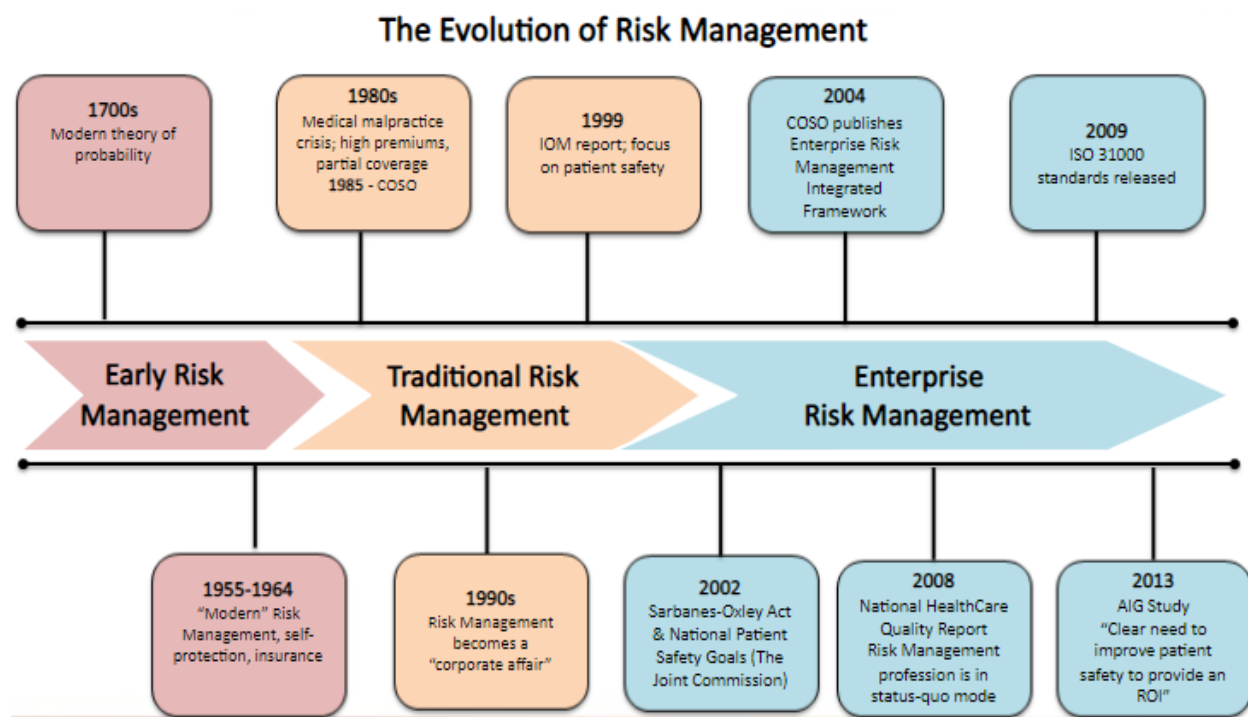 The Evolution of Risk Management
1700s
Modern theory of
probability
1980s
Medical malpractice
crisis; high premiums,
partial coverage
1985 - COSO
1999
IOM report; focus
on patient safety
2004
COSO publishes
Enterprise Risk
Management
Integrated
Framework
2009
ISO 31000
standards released
Early Risk
Management
Traditional Risk
Management
Enterprise
Risk Management
1955-1964
“Modern” Risk
Management, self-
protection, insurance
1990s
Risk Management
becomes a
“corporate affair”
2002
Sarbanes-Oxley Act
& National Patient
Safety Goals (The
Joint Commission)
2008
National HealthCare
Quality Report
Risk Management
profession is in
status-quo mode
2013
AIG Study
“Clear need to
improve patient
safety to provide an
ROI”